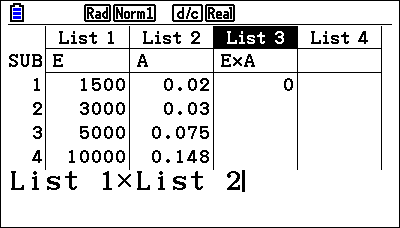 Rad Norm1 d/c Real
List 1 List 2 List 3 List 4
SUB E A E×A
1 1500 0.02 0
2 3000 0.03
3 5000 0.075
4 10000 0.148
List 1×List 2